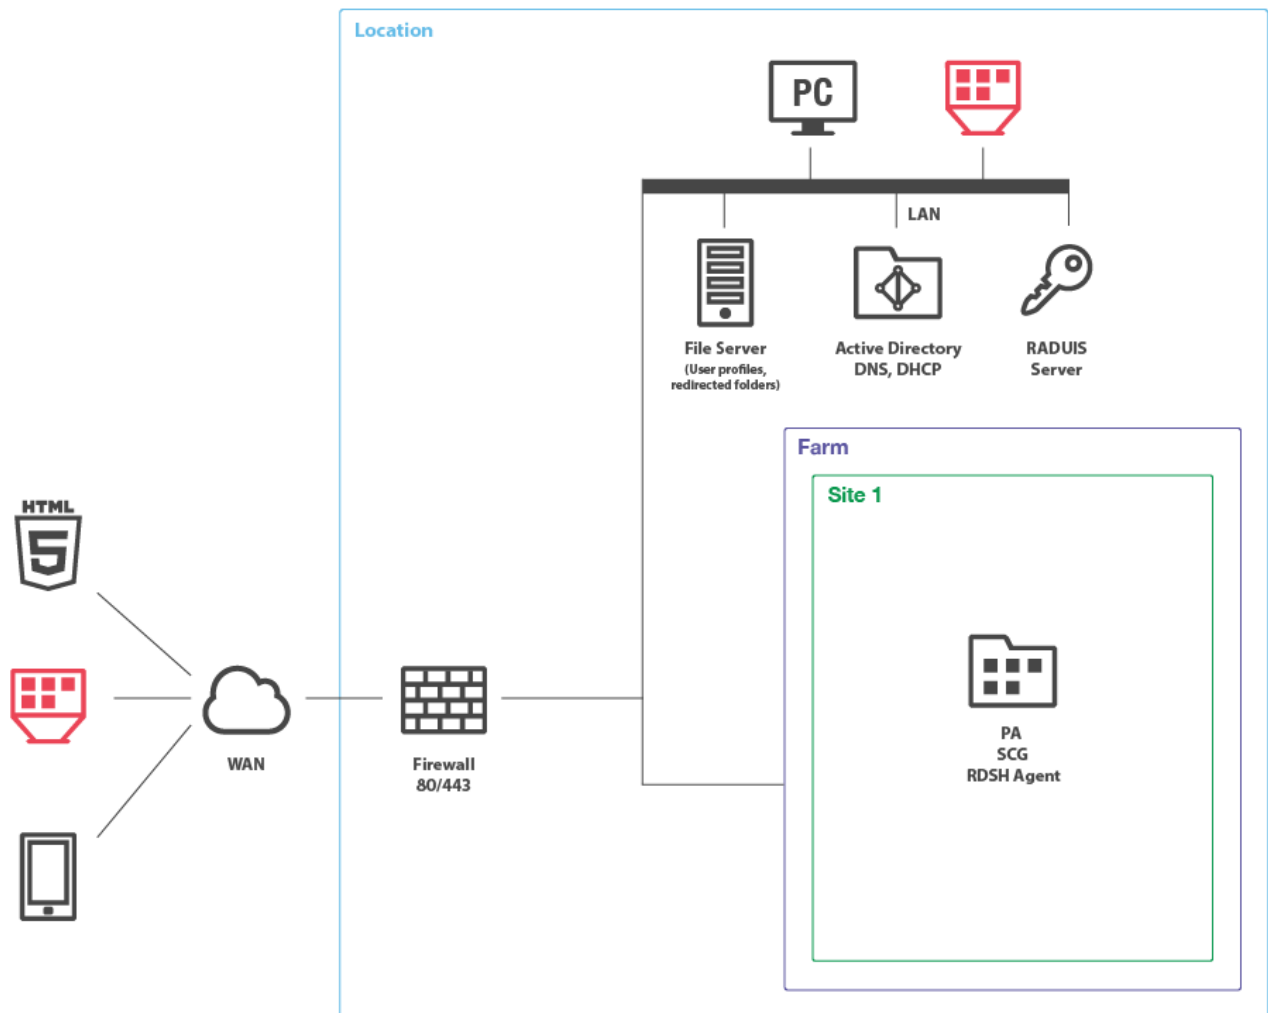 Location
PC
LAN
File Server
(User profiles,
redirected folders)
Active Directory
DNS, DHCP
RADUIS
Server
Farm
Site 1
HTML
5
WAN
Firewall
80/443
PA
SCG
RDSH Agent